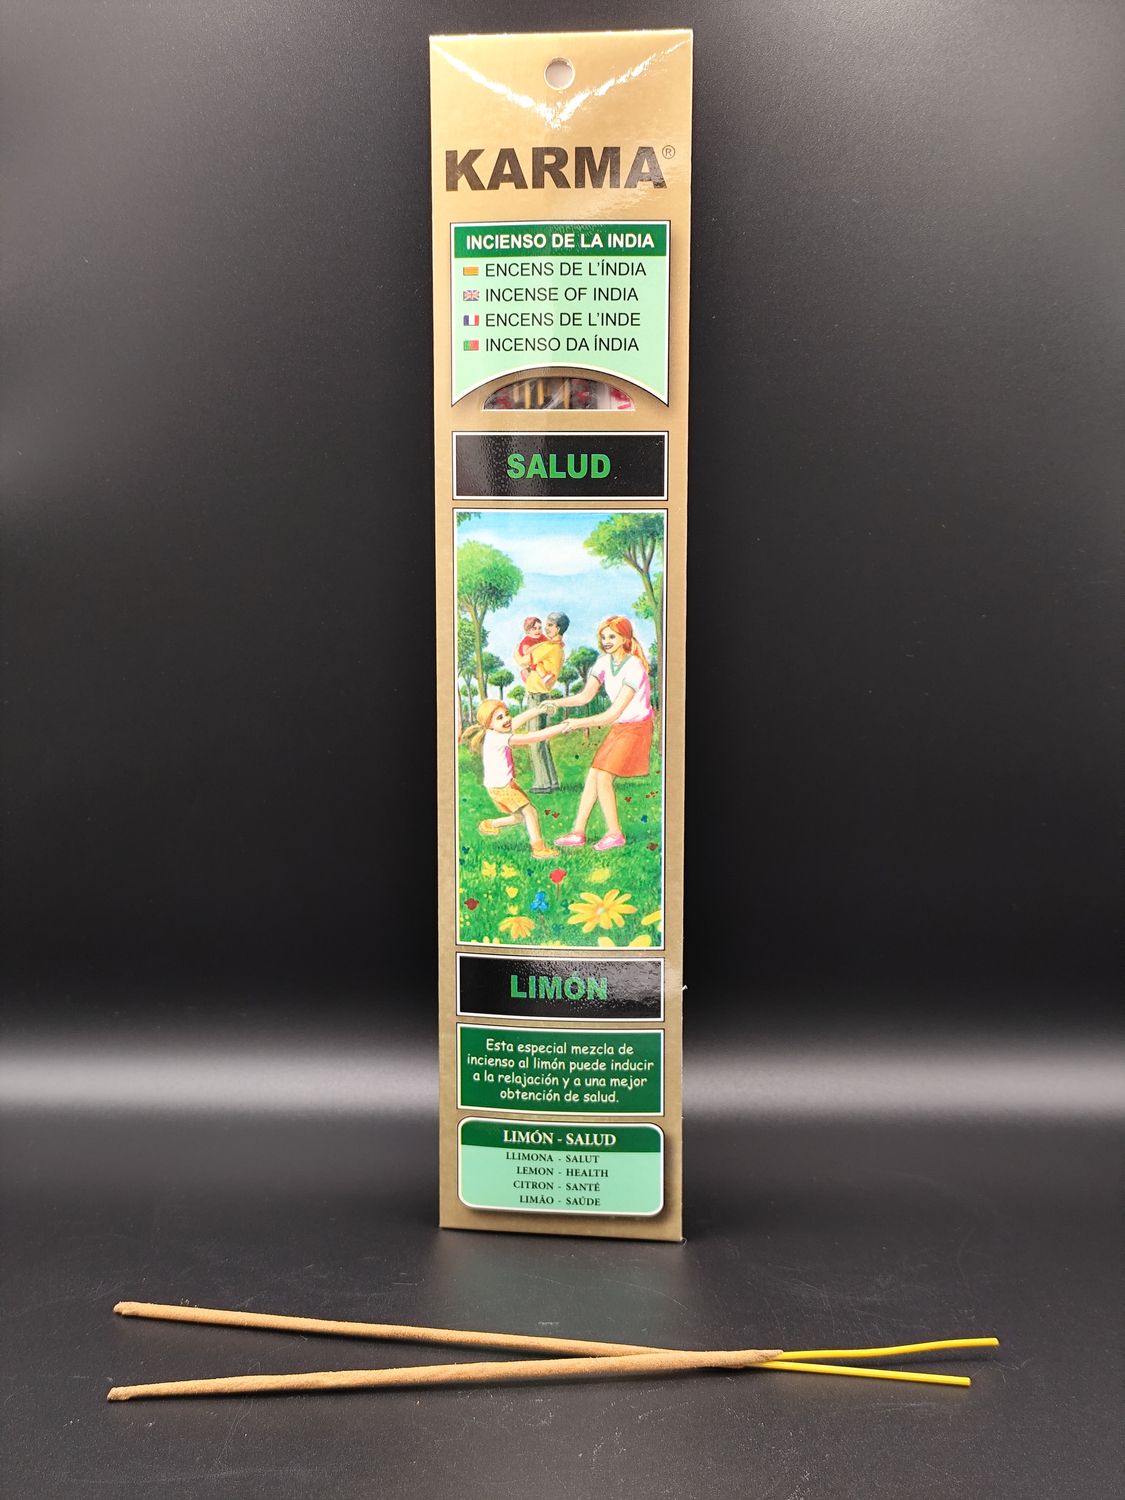 KARMA®
INCIENSO DE LA INDIA
ENCENS DE L'ÍNDIA
INCENSE OF INDIA
ENCENS DE L'INDE
INCENSO DA ÍNDIA
SALUD
LIMÓN
Esta especial mezcla de
incienso al limón puede inducir
a la relajación y a una mejor
obtención de salud.
LIMÓN - SALUD
LLIMONA - SALUT
LEMON - HEALTH
CITRON - SANTÉ
LIMÃO - SAÚDE